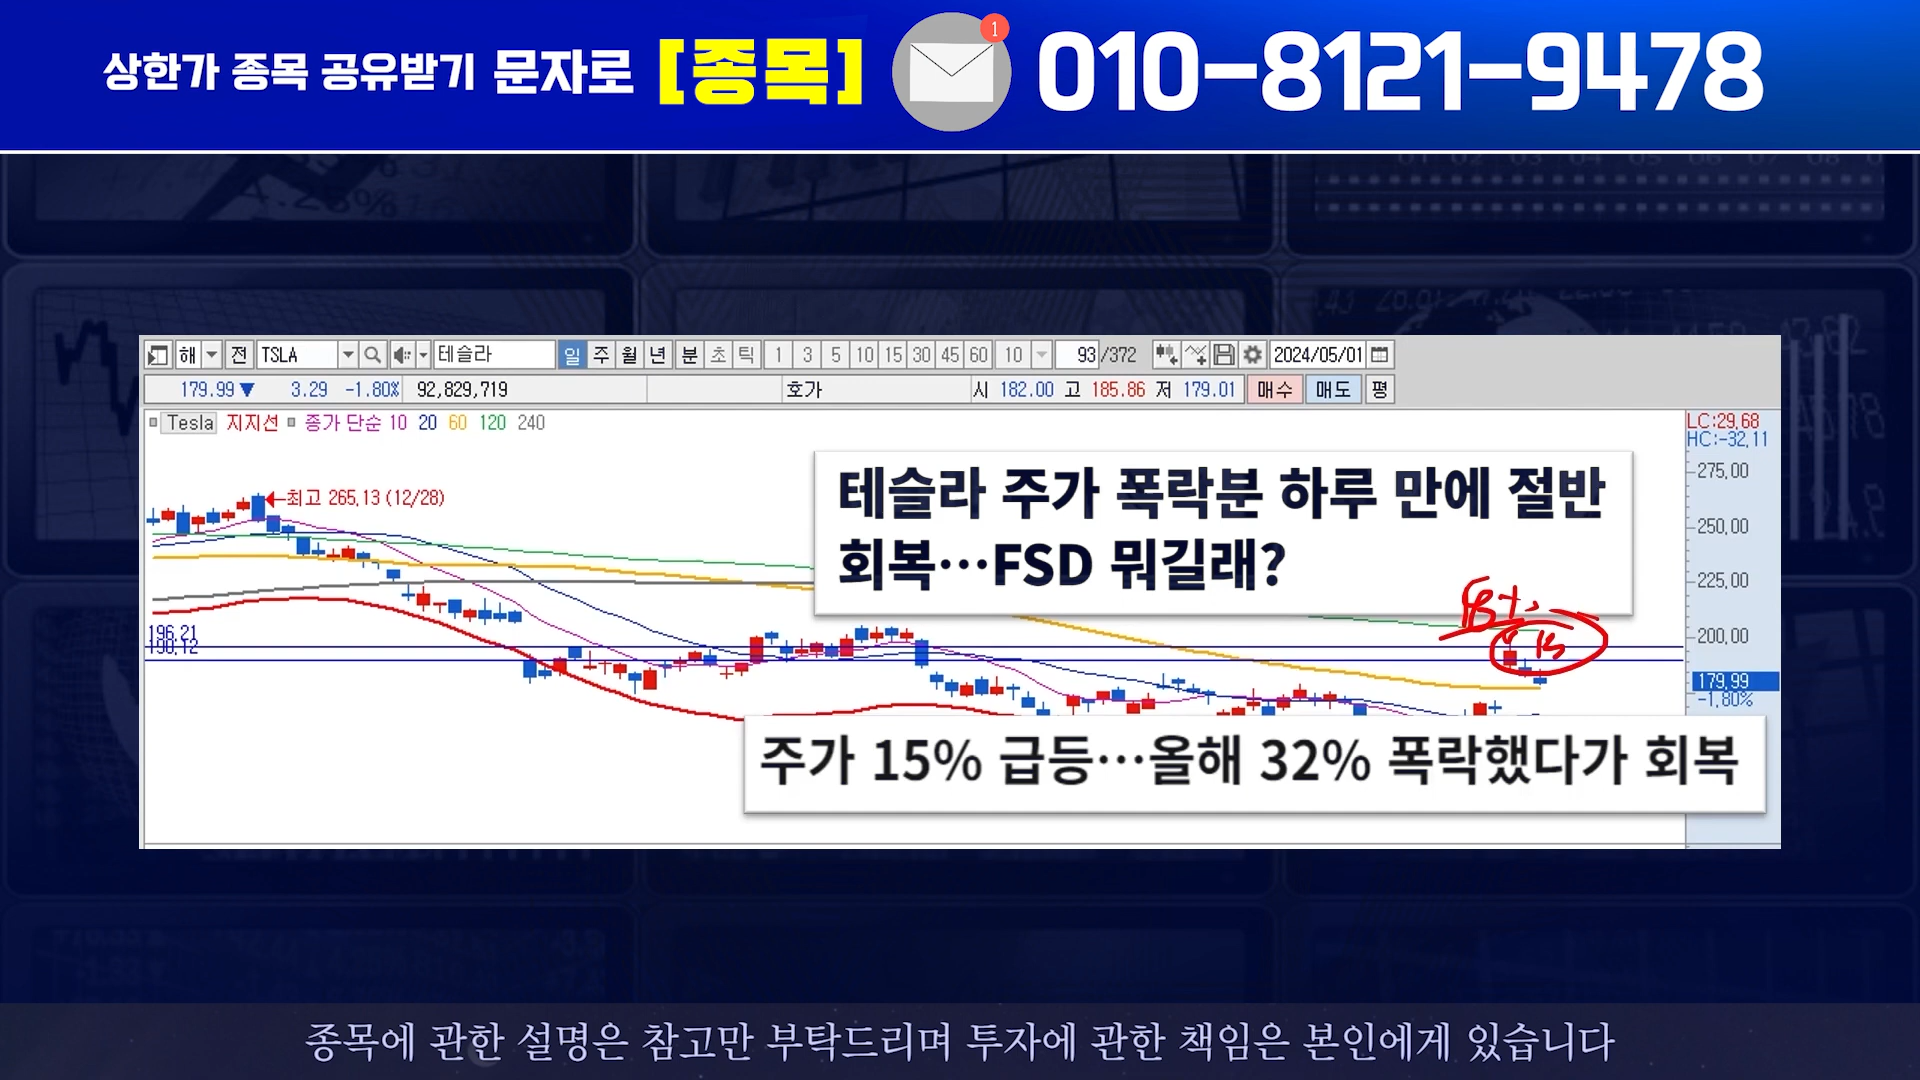 상한가 종목 공유받기 문자로 [종목] 1 010-8121-9478
해 전 TSLA 테슬라 일 주 월 년 분 초 틱 1 3 5 10 15 30 45 60 10 93 /372 2024/05/01
179.99 ▼ 3.29 -1.80% 92,829,719 호가 시 182.00 고 185.86 저 179.01 매수 매도 평
Tesla 지지선 종가 단순 10 20 60 120 240
LC:29.68
HC:-32.11
275.00
테슬라 주가 폭락분 하루 만에 절반
회복…FSD 뭐길래?
최고 265.13 (12/28)
250.00
225.00
196.21
200.00
179.99
-1.80%
주가 15% 급등…올해 32% 폭락했다가 회복
종목에 관한 설명은 참고만 부탁드리며 투자에 관한 책임은 본인에게 있습니다